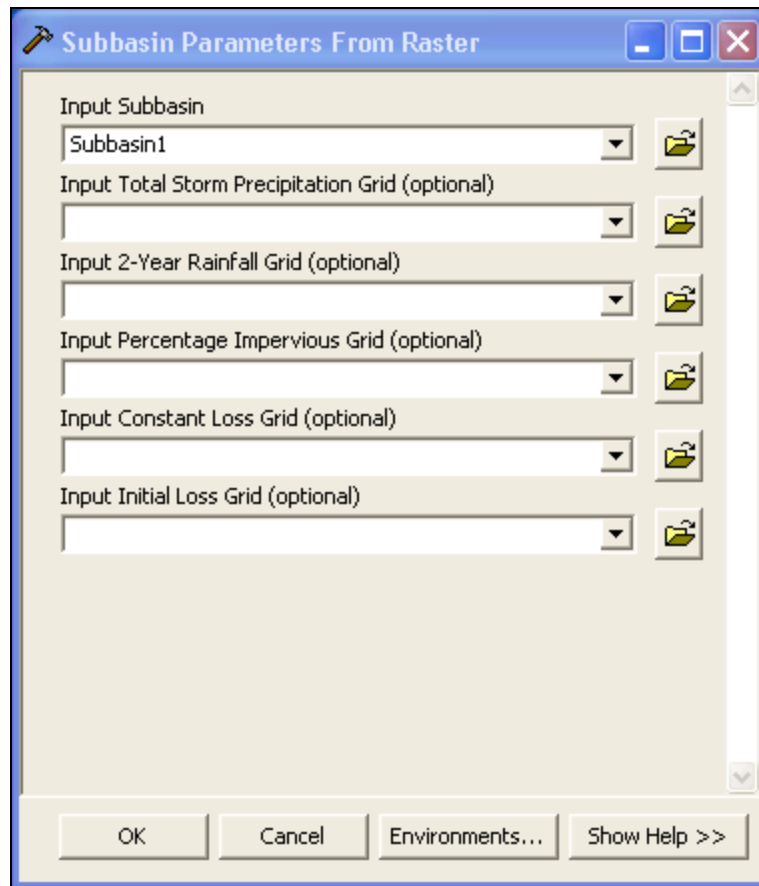 Subbasin Parameters From Raster
Input Subbasin
Subbasin1
Input Total Storm Precipitation Grid (optional)
Input 2-Year Rainfall Grid (optional)
Input Percentage Impervious Grid (optional)
Input Constant Loss Grid (optional)
Input Initial Loss Grid (optional)
OK Cancel Environments... Show Help >>